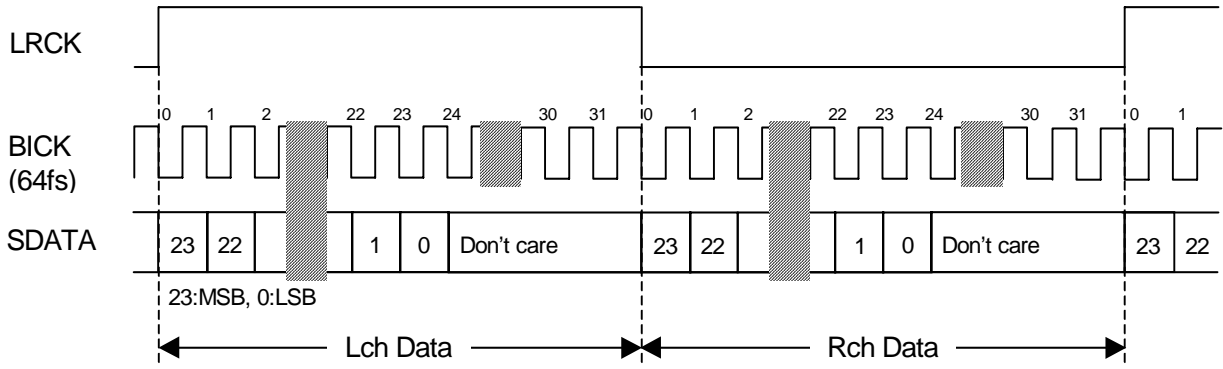 LRCK
0 1 2 22 23 24 30 31 0 1 2 22 23 24 30 31 0 1
BICK
(64fs)
SDATA 23 22 1 0 Don't care 23 22 1 0 Don't care 23 22
23:MSB, 0:LSB
Lch Data Rch Data